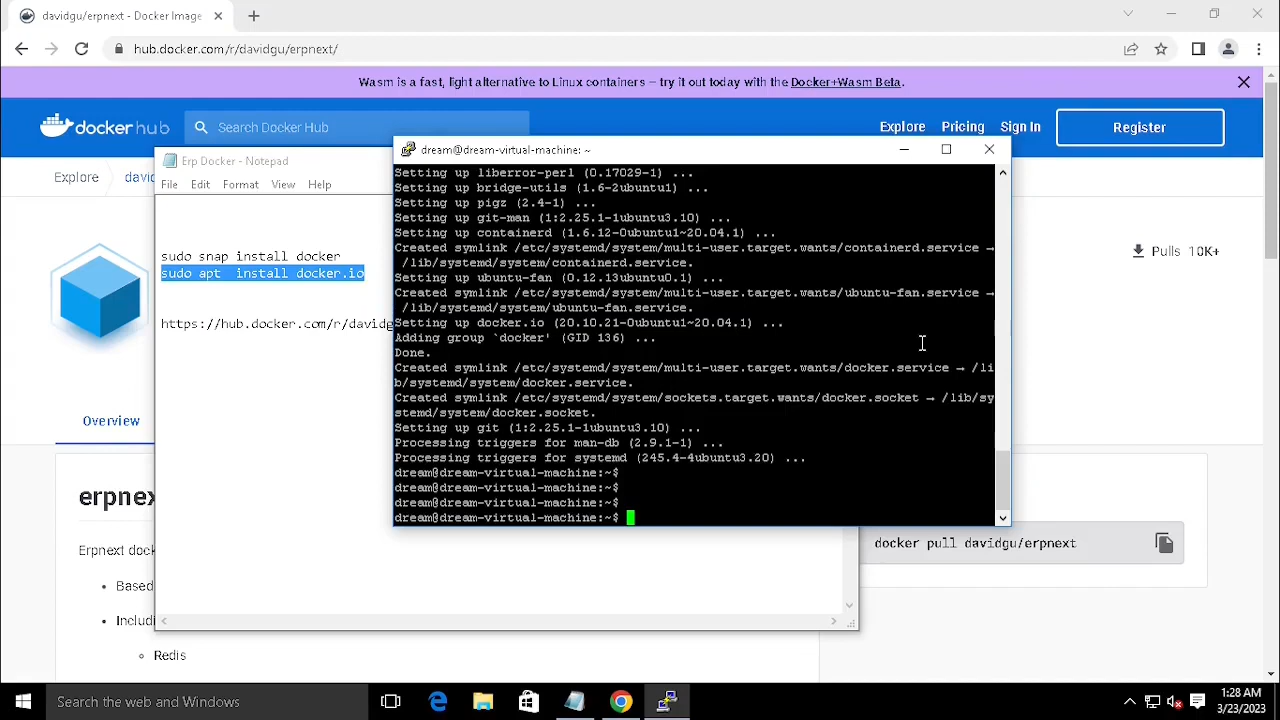 davidgu/erpnext - Docker Image
hub.docker.com/r/davidgu/erpnext/
Wasm is a fast, light alternative to Linux containers — try it out today with the Docker+Wasm Beta.
dockerhub
Search Docker Hub
Explore
Pricing
Sign In
Register
Explore
david
Pulls 10K+
Overview
erpnex
Erpnext dock
Based
Includi
Redis
docker pull davidgu/erpnext
Erp Docker - Notepad
File Edit Format View Help
sudo snap install docker
sudo apt  install docker.io
https://hub.docker.com/r/davidg
dream@dream-virtual-machine: ~
Setting up liberror-perl (0.17029-1) ...
Setting up bridge-utils (1.6-2ubuntu1) ...
Setting up pigz (2.4-1) ...
Setting up git-man (1:2.25.1-1ubuntu3.10) ...
Setting up containerd (1.6.12-0ubuntu1~20.04.1) ...
Created symlink /etc/systemd/system/multi-user.target.wants/containerd.service →
/lib/systemd/system/containerd.service.
Setting up ubuntu-fan (0.12.13ubuntu0.1) ...
Created symlink /etc/systemd/system/multi-user.target.wants/ubuntu-fan.service →
/lib/systemd/system/ubuntu-fan.service.
Setting up docker.io (20.10.21-0ubuntu1~20.04.1) ...
Adding group `docker' (GID 136) ...
Done.
Created symlink /etc/systemd/system/multi-user.target.wants/docker.service → /li
b/systemd/system/docker.service.
Created symlink /etc/systemd/system/sockets.target.wants/docker.socket → /lib/sy
stemd/system/docker.socket.
Setting up git (1:2.25.1-1ubuntu3.10) ...
Processing triggers for man-db (2.9.1-1) ...
Processing triggers for systemd (245.4-4ubuntu3.20) ...
dream@dream-virtual-machine:~$
dream@dream-virtual-machine:~$
dream@dream-virtual-machine:~$
dream@dream-virtual-machine:~$
Search the web and Windows
1:28 AM
3/23/2023